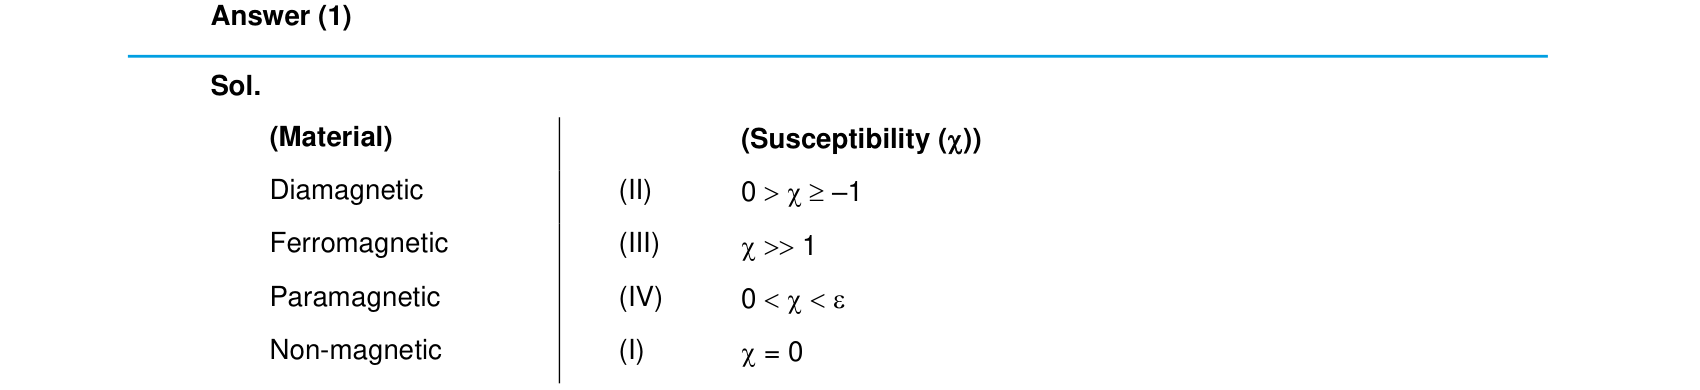 Answer (1)
Sol.
(Material) (Susceptibility (χ))
Diamagnetic (II) 0 > χ ≥ –1
Ferromagnetic (III) χ >> 1
Paramagnetic (IV) 0 < χ < ε
Non-magnetic (I) χ = 0